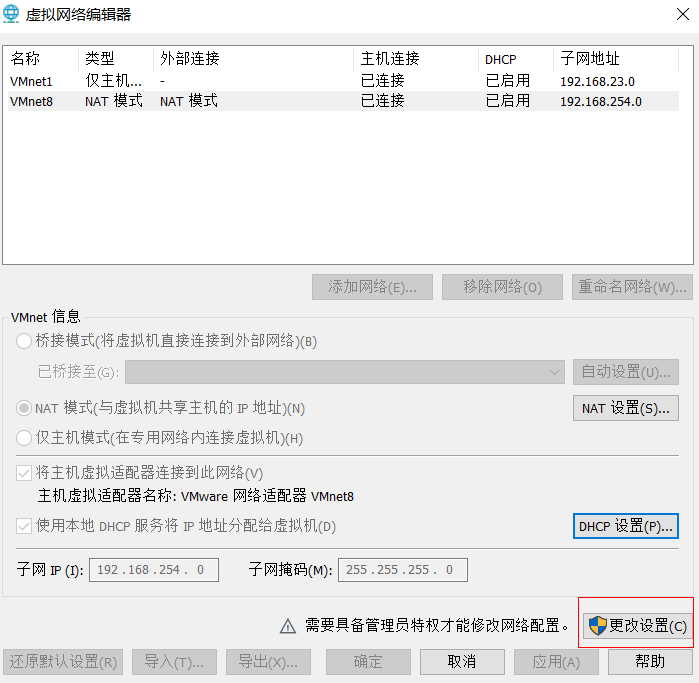 虚拟网络编辑器
名称 类型 外部连接 主机连接 DHCP 子网地址
VMnet1 仅主机... - 已连接 已启用 192.168.23.0
VMnet8 NAT 模式 NAT 模式 已连接 已启用 192.168.254.0
添加网络(E)... 移除网络(O) 重命名网络(W)...
VMnet 信息
桥接模式(将虚拟机直接连接到外部网络)(B)
已桥接至(G): 自动设置(U)...
NAT 模式(与虚拟机共享主机的 IP 地址)(N) NAT 设置(S)...
仅主机模式(在专用网络内连接虚拟机)(H)
将主机虚拟适配器连接到此网络(V)
主机虚拟适配器名称: VMware 网络适配器 VMnet8
使用本地 DHCP 服务将 IP 地址分配给虚拟机(D) DHCP 设置(P)...
子网 IP (I): 192 . 168 . 254 . 0 子网掩码(M): 255 . 255 . 255 . 0
需要具备管理员特权才能修改网络配置。 更改设置(C)
还原默认设置(R) 导入(T)... 导出(X)... 确定 取消 应用(A) 帮助